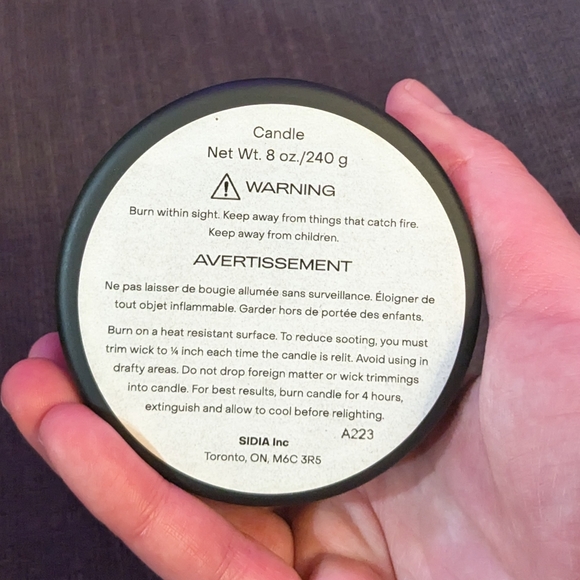 Candle
Net Wt. 8 oz./240 g
WARNING
Burn within sight. Keep away from things that catch fire.
Keep away from children.
AVERTISSEMENT
Ne pas laisser de bougie allumée sans surveillance. Éloigner de
tout objet inflammable. Garder hors de portée des enfants.
Burn on a heat resistant surface. To reduce sooting, you must
trim wick to ¼ inch each time the candle is relit. Avoid using in
drafty areas. Do not drop foreign matter or wick trimmings
into candle. For best results, burn candle for 4 hours,
extinguish and allow to cool before relighting.
A223
SIDIA Inc
Toronto, ON, M6C 3R5